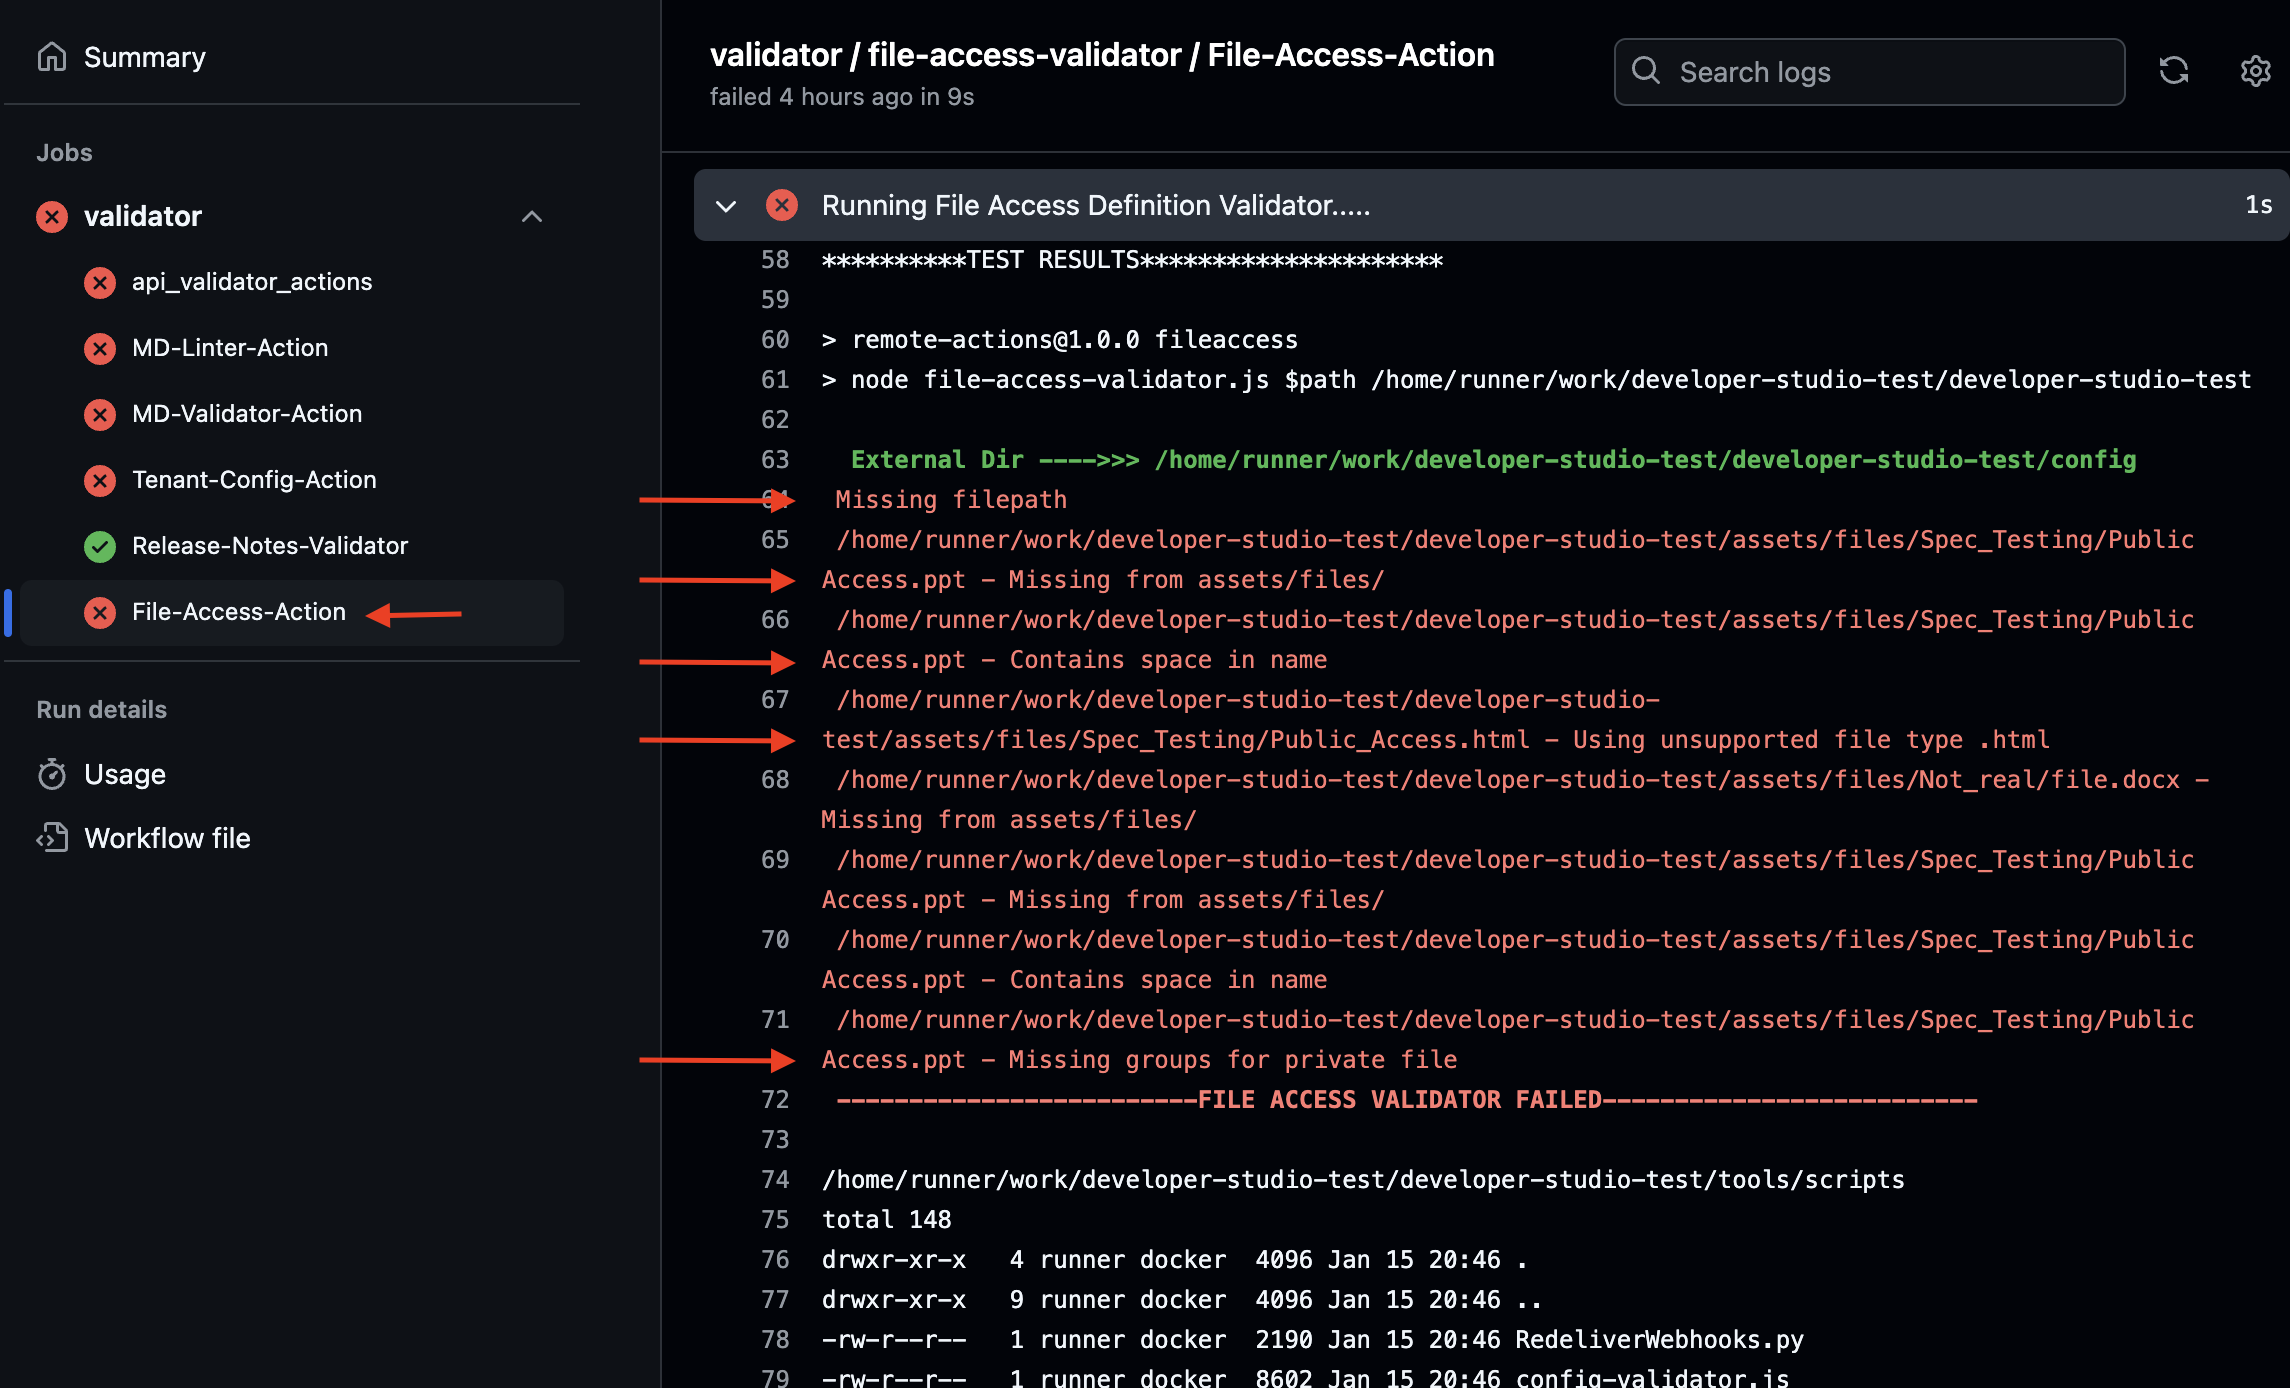 Summary
Jobs
validator
api_validator_actions
MD-Linter-Action
MD-Validator-Action
Tenant-Config-Action
Release-Notes-Validator
File-Access-Action
Run details
Usage
Workflow file
validator / file-access-validator / File-Access-Action
failed 4 hours ago in 9s
Search logs
Running File Access Definition Validator.....
1s
58 **********TEST RESULTS*********************
59
60 > remote-actions@1.0.0 fileaccess
61 > node file-access-validator.js $path /home/runner/work/developer-studio-test/developer-studio-test
62
63 External Dir ---->>> /home/runner/work/developer-studio-test/developer-studio-test/config
64 Missing filepath
65 /home/runner/work/developer-studio-test/developer-studio-test/assets/files/Spec_Testing/Public
Access.ppt - Missing from assets/files/
66 /home/runner/work/developer-studio-test/developer-studio-test/assets/files/Spec_Testing/Public
Access.ppt - Contains space in name
67 /home/runner/work/developer-studio-test/developer-studio-
test/assets/files/Spec_Testing/Public_Access.html - Using unsupported file type .html
68 /home/runner/work/developer-studio-test/developer-studio-test/assets/files/Not_real/file.docx -
Missing from assets/files/
69 /home/runner/work/developer-studio-test/developer-studio-test/assets/files/Spec_Testing/Public
Access.ppt - Missing from assets/files/
70 /home/runner/work/developer-studio-test/developer-studio-test/assets/files/Spec_Testing/Public
Access.ppt - Contains space in name
71 /home/runner/work/developer-studio-test/developer-studio-test/assets/files/Spec_Testing/Public
Access.ppt - Missing groups for private file
72 -------------------------FILE ACCESS VALIDATOR FAILED--------------------------
73
74 /home/runner/work/developer-studio-test/developer-studio-test/tools/scripts
75 total 148
76 drwxr-xr-x 4 runner docker 4096 Jan 15 20:46 .
77 drwxr-xr-x 9 runner docker 4096 Jan 15 20:46 ..
78 -rw-r--r-- 1 runner docker 2190 Jan 15 20:46 RedeliverWebhooks.py
79 -rw-r--r-- 1 runner docker 8602 Jan 15 20:46 config-validator.js